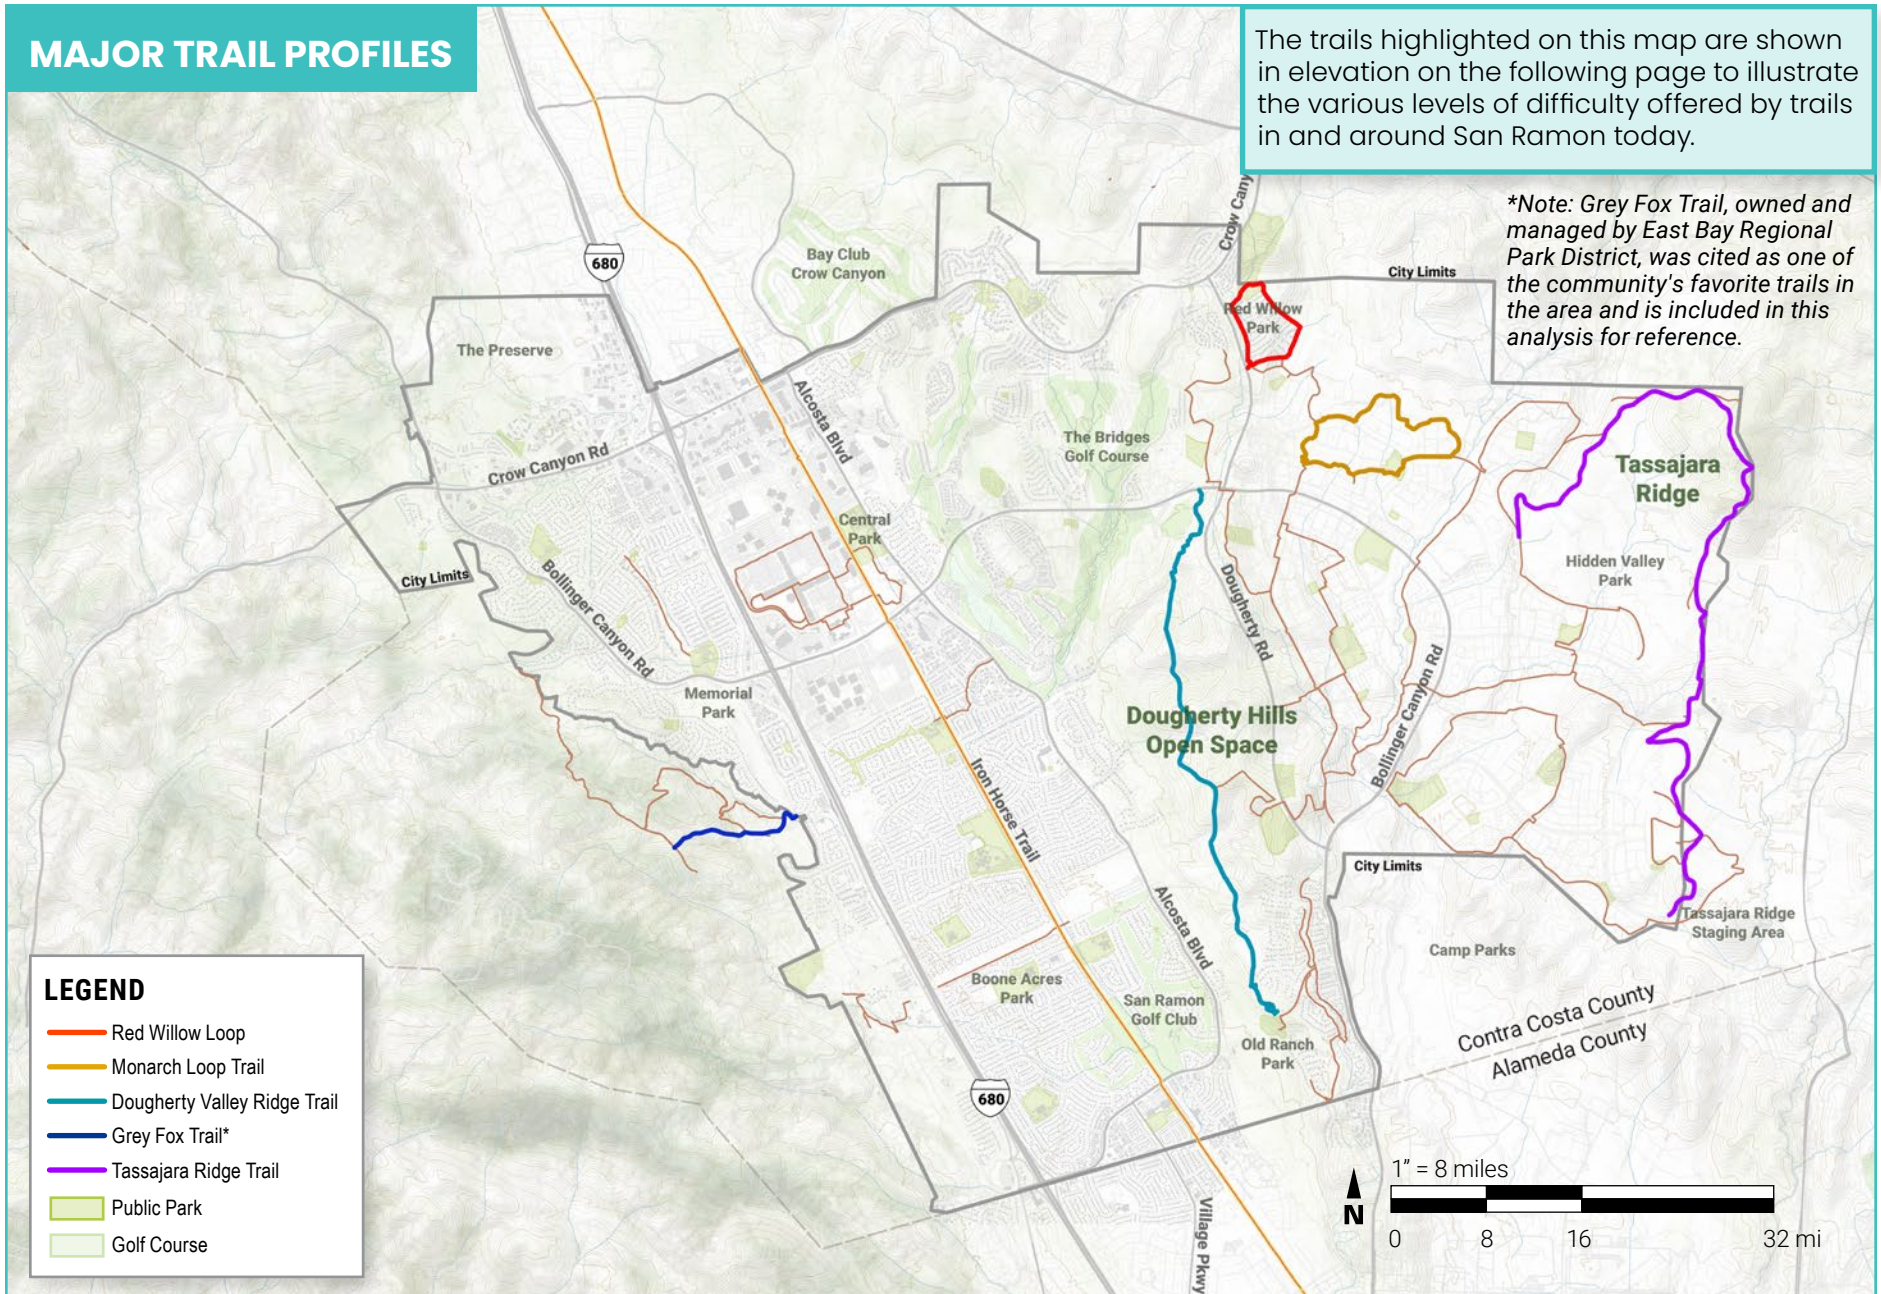 MAJOR TRAIL PROFILES
The trails highlighted on this map are shown
in elevation on the following page to illustrate
the various levels of difficulty offered by trails
in and around San Ramon today.
*Note: Grey Fox Trail, owned and
managed by East Bay Regional
Park District, was cited as one of
the community's favorite trails in
the area and is included in this
analysis for reference.
Crow Cany
680
Bay Club
Crow Canyon
City Limits
Red Willow
Park
The Preserve
Alcosta Blvd
The Bridges
Golf Course
Crow Canyon Rd
Tassajara
Ridge
Central
Park
City Limits
Bollinger Canyon Rd
Hidden Valley
Park
Dougherty Rd
Memorial
Park
Dougherty Hills
Open Space
Bollinger Canyon Rd
Iron Horse Trail
City Limits
Alcosta Blvd
Tassajara Ridge
Staging Area
Camp Parks
Boone Acres
Park
San Ramon
Golf Club
Old Ranch
Park
Contra Costa County
Alameda County
680
Village Pkwy
LEGEND
Red Willow Loop
Monarch Loop Trail
Dougherty Valley Ridge Trail
Grey Fox Trail*
Tassajara Ridge Trail
Public Park
Golf Course
1” = 8 miles
N
0 8 16 32 mi